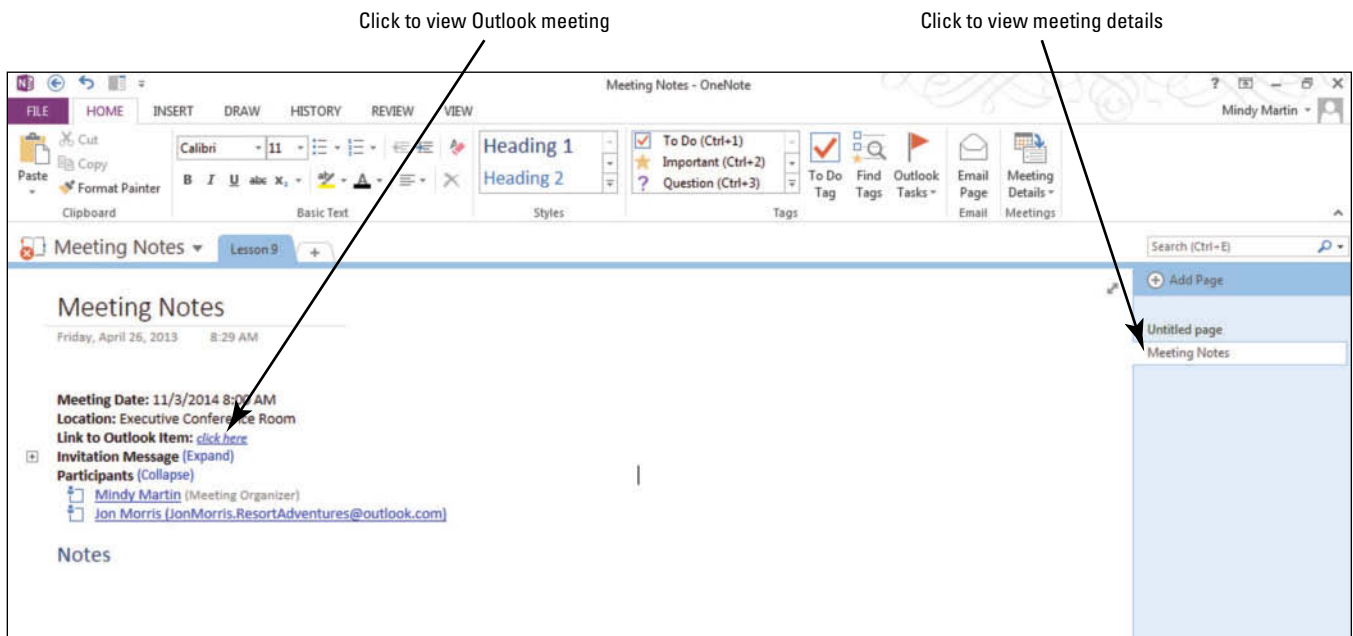 Click to view Outlook meeting
Click to view meeting details
Meeting Notes - OneNote
?
Mindy Martin
FILE HOME INSERT DRAW HISTORY REVIEW VIEW
Paste
Cut
Copy
Format Painter
Clipboard
Calibri 11
B I U abc X₂ ab A
Basic Text
Heading 1
Heading 2
Styles
To Do (Ctrl+1)
Important (Ctrl+2)
? Question (Ctrl+3)
To Do Tag
Find Tags
Outlook Tasks
Tags
Email Page
Email
Meeting Details
Meetings
Meeting Notes
Lesson 9
+
Search (Ctrl+E)
Meeting Notes
Friday, April 26, 2013 8:29 AM
Meeting Date: 11/3/2014 8:00 AM
Location: Executive Conference Room
Link to Outlook Item: click here
Invitation Message (Expand)
Participants (Collapse)
Mindy Martin (Meeting Organizer)
Jon Morris (JonMorris.ResortAdventures@outlook.com)
Notes
Add Page
Untitled page
Meeting Notes